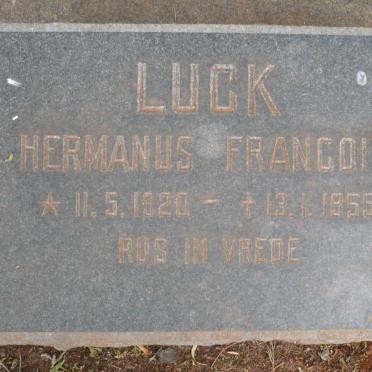 LUCK
HERMANUS FRANCOI
★ 11.5.1920 – † 13.1.1955
RUS IN VREDE